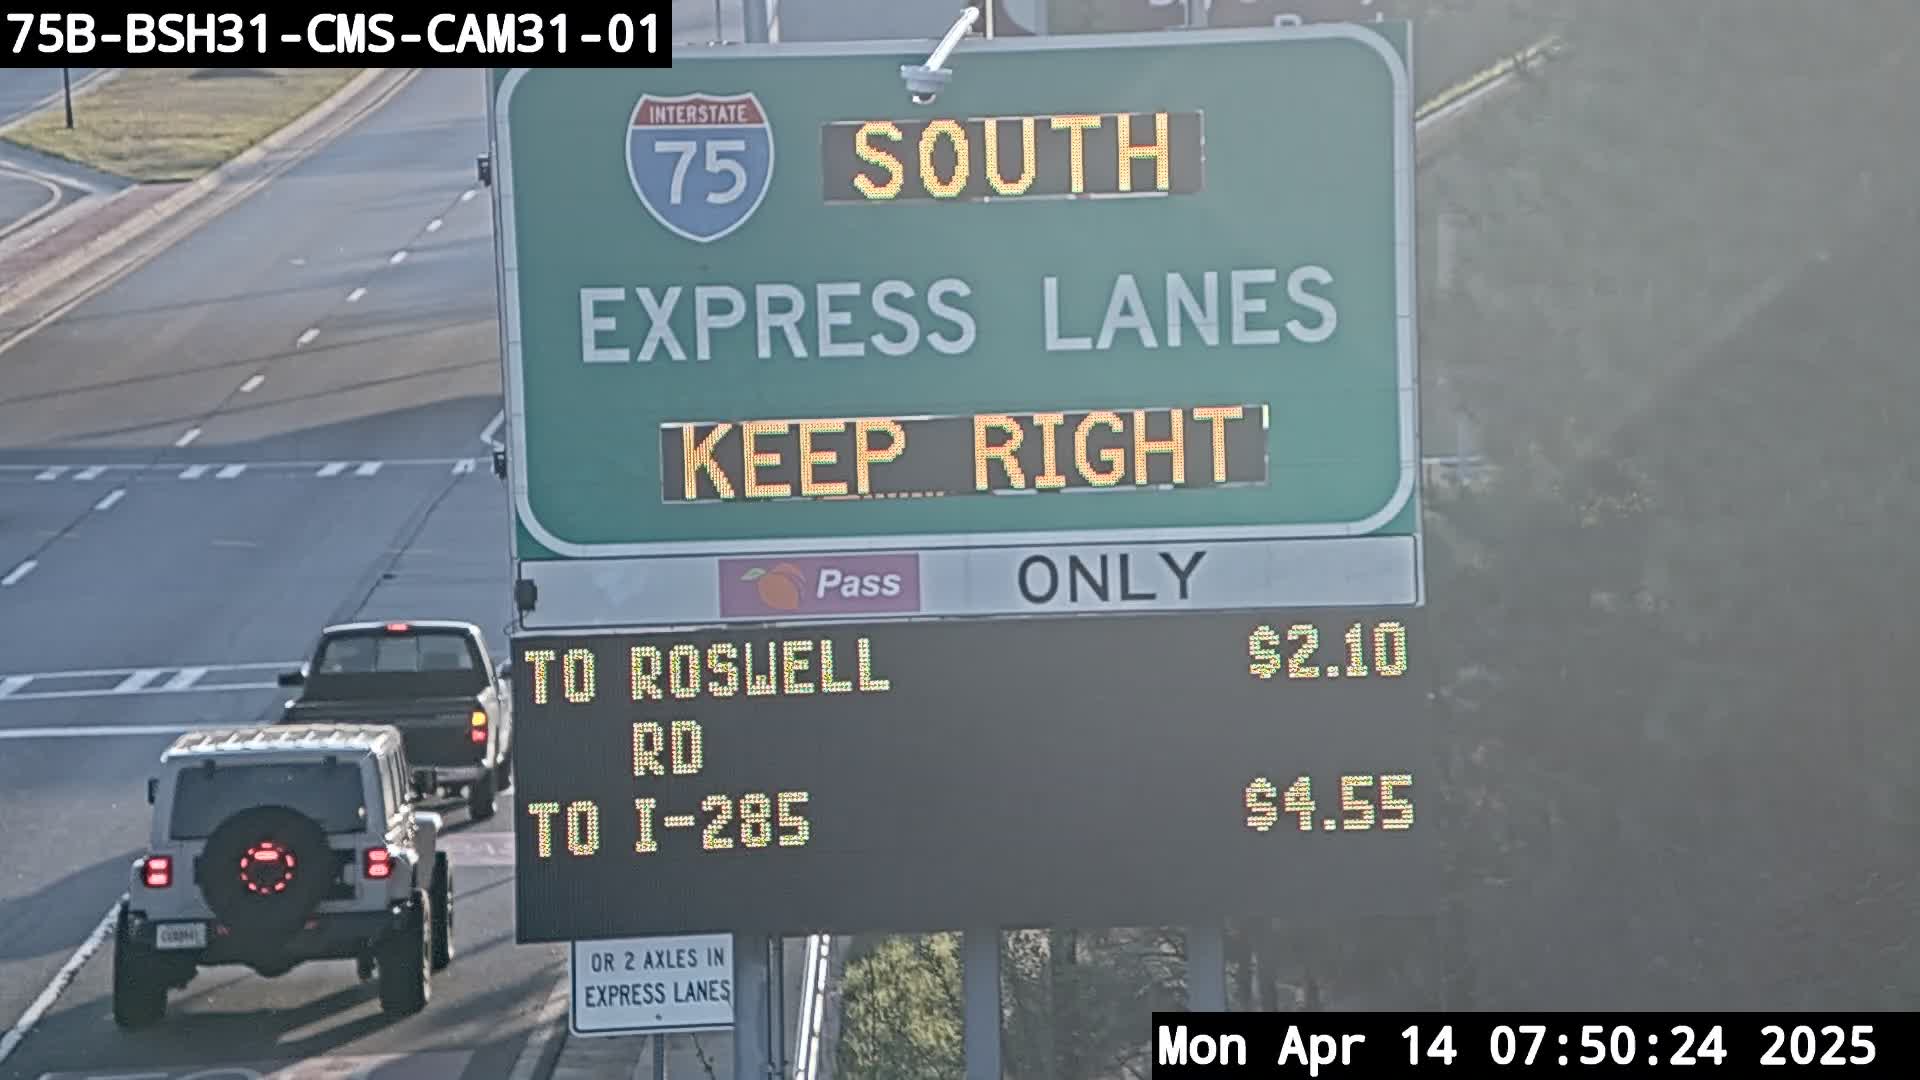 75B-BSH31-CMS-CAM31-01
INTERSTATE
75
SOUTH
EXPRESS LANES
KEEP RIGHT
Pass ONLY
TO ROSWELL $2.10
RD
TO I-285 $4.55
OR 2 AXLES IN
EXPRESS LANES
Mon Apr 14 07:50:24 2025